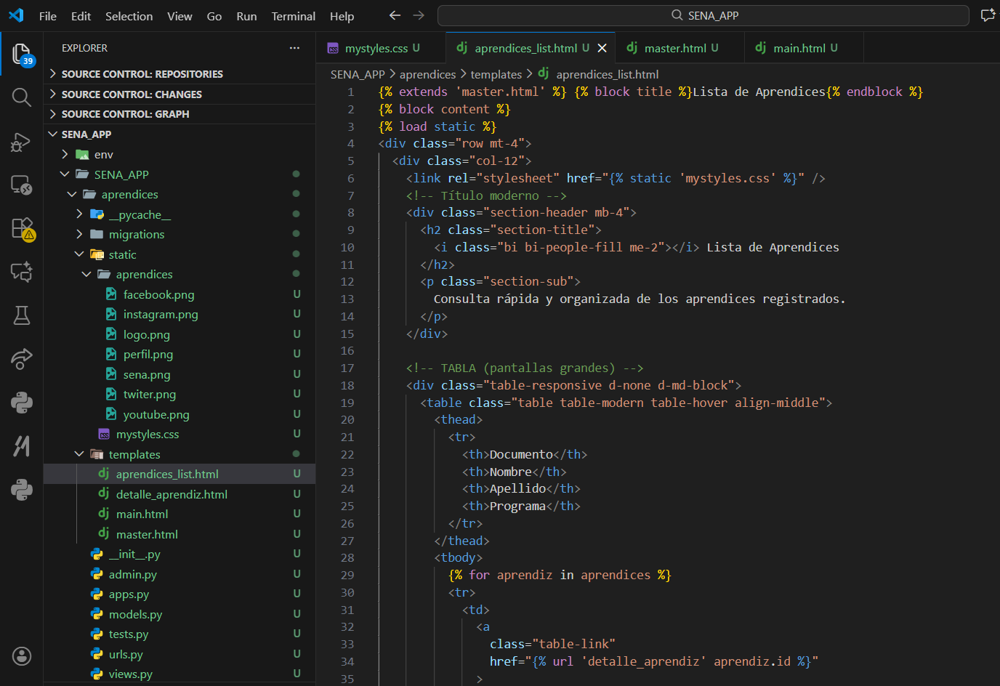 File Edit Selection View Go Run Terminal Help
SENA_APP
EXPLORER
39
SOURCE CONTROL: REPOSITORIES
SOURCE CONTROL: CHANGES
SOURCE CONTROL: GRAPH
SENA_APP
env
SENA_APP
aprendices
__pycache__
migrations
static
aprendices
facebook.png U
instagram.png U
logo.png U
perfil.png U
sena.png U
twiter.png U
youtube.png U
mystyles.css U
templates
aprendices_list.html U
detalle_aprendiz.html U
main.html U
master.html U
__init__.py U
admin.py U
apps.py U
models.py U
tests.py U
urls.py U
views.py U
mystyles.css U aprendices_list.html U master.html U main.html U
SENA_APP > aprendices > templates > aprendices_list.html
1 {% extends 'master.html' %} {% block title %}Lista de Aprendices{% endblock %}
2 {% block content %}
3 {% load static %}
4 <div class="row mt-4">
5 <div class="col-12">
6 <link rel="stylesheet" href="{% static 'mystyles.css' %}" />
7 <!-- Título moderno -->
8 <div class="section-header mb-4">
9 <h2 class="section-title">
10 <i class="bi bi-people-fill me-2"></i> Lista de Aprendices
11 </h2>
12 <p class="section-sub">
13 Consulta rápida y organizada de los aprendices registrados.
14 </p>
15 </div>
16
17 <!-- TABLA (pantallas grandes) -->
18 <div class="table-responsive d-none d-md-block">
19 <table class="table table-modern table-hover align-middle">
20 <thead>
21 <tr>
22 <th>Documento</th>
23 <th>Nombre</th>
24 <th>Apellido</th>
25 <th>Programa</th>
26 </tr>
27 </thead>
28 <tbody>
29 {% for aprendiz in aprendices %}
30 <tr>
31 <td>
32 <a
33 class="table-link"
34 href="{% url 'detalle_aprendiz' aprendiz.id %}"
35 >